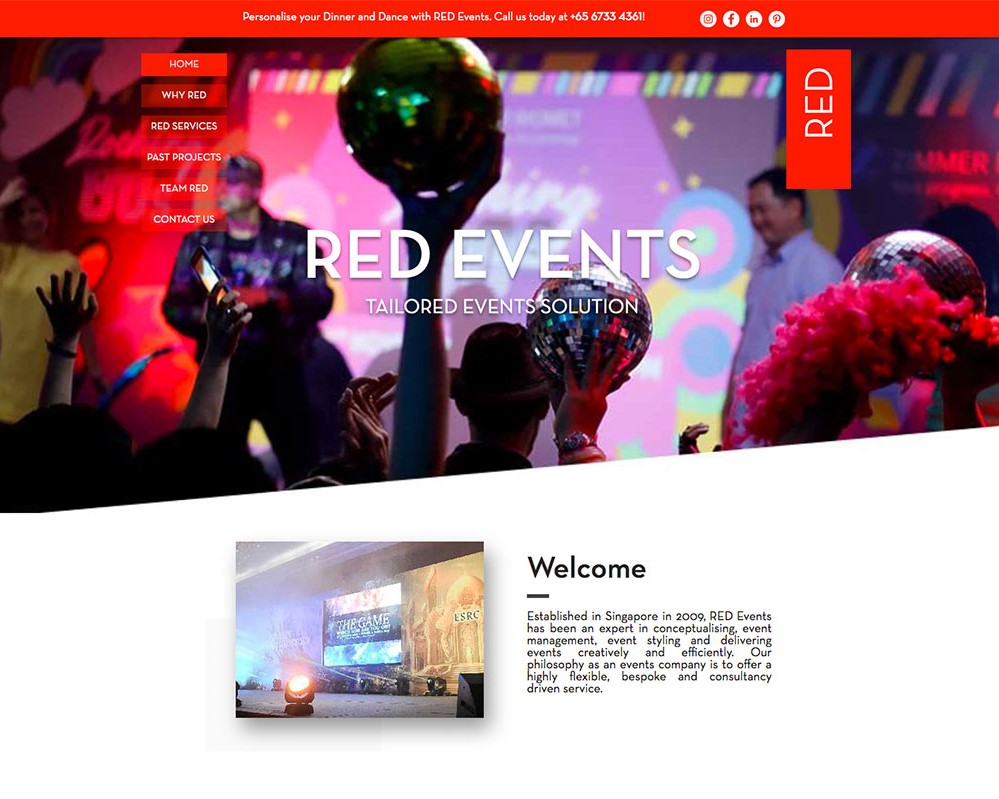 Personalise your Dinner and Dance with RED Events. Call us today at +65 6733 4361!
HOME
WHY RED
RED SERVICES
PAST PROJECTS
TEAM RED
CONTACT US
RED
RED EVENTS
TAILORED EVENTS SOLUTION
THE GAME
ESRC
Welcome
Established in Singapore in 2009, RED Events
has been an expert in conceptualising, event
management, event styling and delivering
events creatively and efficiently. Our
philosophy as an events company is to offer a
highly flexible, bespoke and consultancy
driven service.